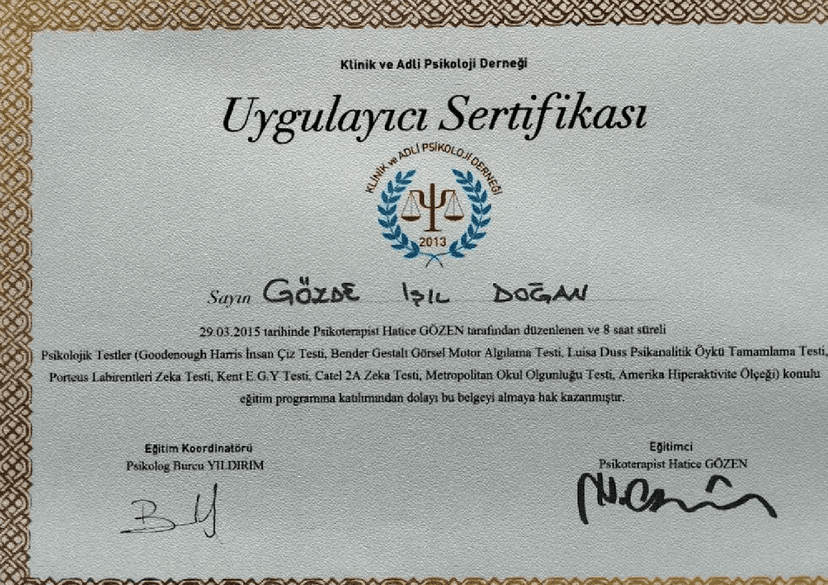 Klinik ve Adli Psikoloji Derneği
Uygulayıcı Sertifikası
KLİNİK ve ADLİ PSİKOLOJİ DERNEĞİ
2013
Sayın GÖZDE IŞIL DOĞAN
29.03.2015 tarihinde Psikoterapist Hatice GÖZEN tarafından düzenlenen ve 8 saat süreli
Psikolojik Testler (Goodenough Harris İnsan Çiz Testi, Bender Gestalt Görsel Motor Algılama Testi, Luisa Duss Psikanalitik Öykü Tamamlama Testi,
Porteus Labirentleri Zeka Testi, Kent E.G.Y Testi, Catel 2A Zeka Testi, Metropolitan Okul Olgunluğu Testi, Amerika Hiperaktivite Ölçeği) konulu
eğitim programına katılımından dolayı bu belgeyi almaya hak kazanmıştır.
Eğitim Koordinatörü
Psikolog Burcu YILDIRIM
Eğitimci
Psikoterapist Hatice GÖZEN